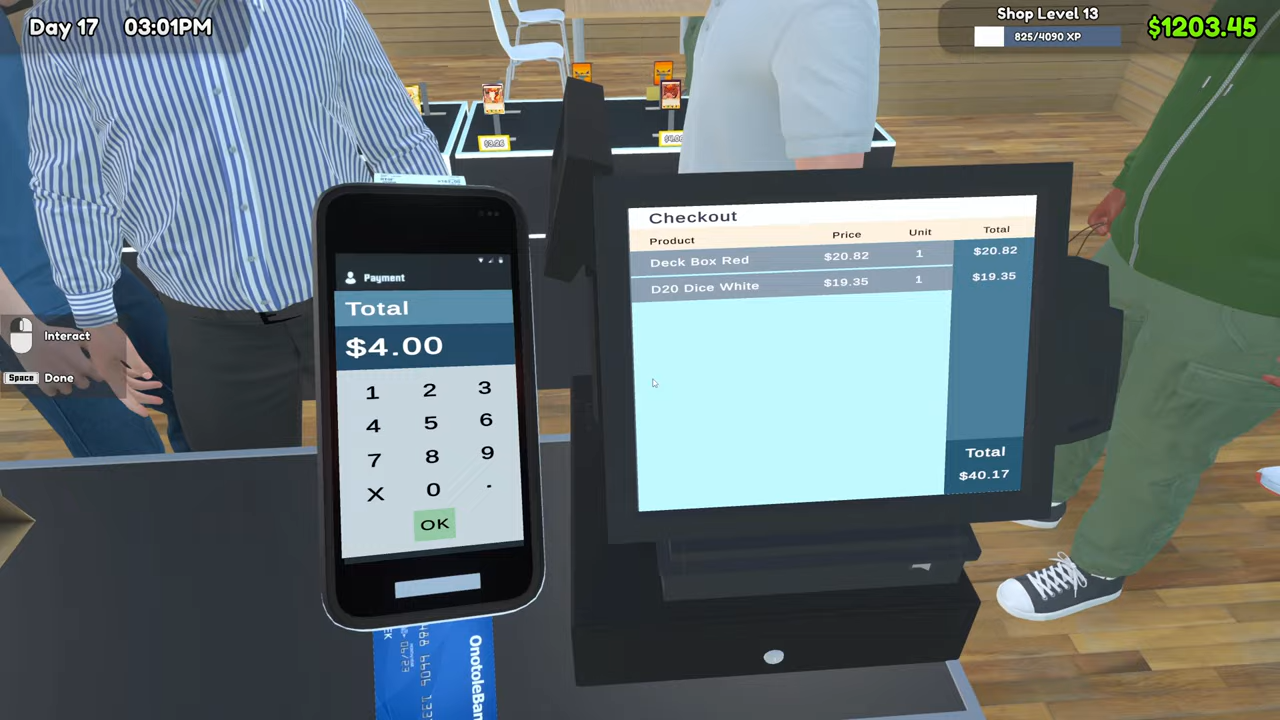 Day 17 03:01PM
Shop Level 13
825/4090 XP
$1203.45
Interact
Space Done
Payment
Total
$4.00
1 2 3
4 5 6
7 8 9
X 0 .
OK
Checkout
Product Price Unit Total
Deck Box Red $20.82 1 $20.82
D20 Dice White $19.35 1 $19.35
Total
$40.17
OnotoleBan